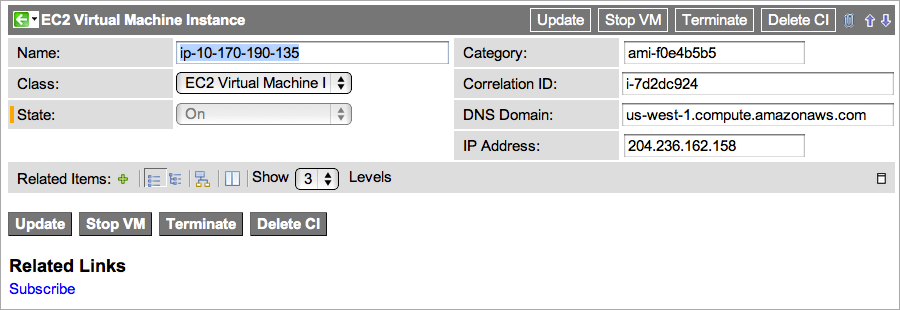 EC2 Virtual Machine Instance Update Stop VM Terminate Delete CI
Name: ip-10-170-190-135 Category: ami-f0e4b5b5
Class: EC2 Virtual Machine I Correlation ID: i-7d2dc924
State: On DNS Domain: us-west-1.compute.amazonaws.com
IP Address: 204.236.162.158
Related Items: Show 3 Levels
Update Stop VM Terminate Delete CI
Related Links
Subscribe